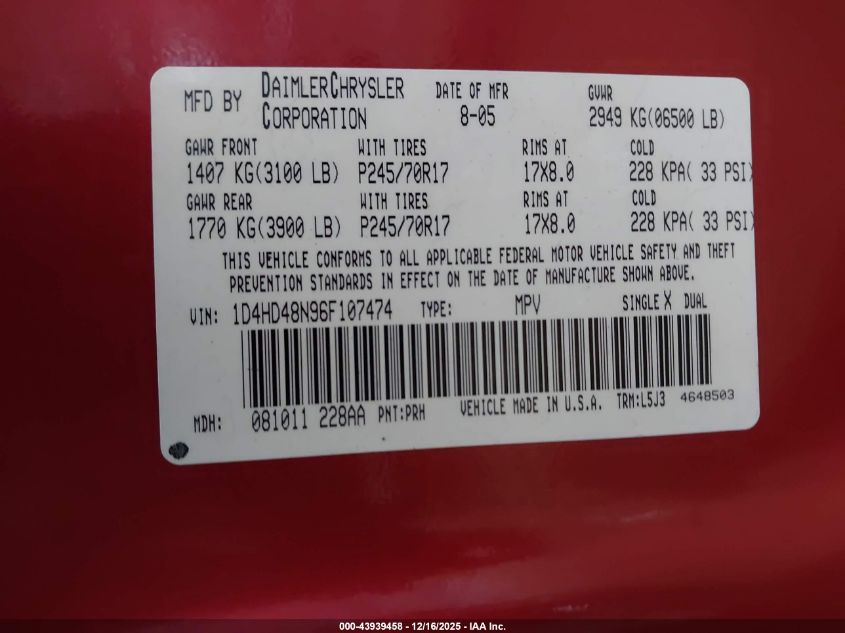 MFD BY DAIMLERCHRYSLER CORPORATION DATE OF MFR 8-05 GVWR 2949 KG(06500 LB)
GAWR FRONT WITH TIRES RIMS AT COLD
1407 KG(3100 LB) P245/70R17 17X8.0 228 KPA( 33 PSI)
GAWR REAR WITH TIRES RIMS AT COLD
1770 KG(3900 LB) P245/70R17 17X8.0 228 KPA( 33 PSI)
THIS VEHICLE CONFORMS TO ALL APPLICABLE FEDERAL MOTOR VEHICLE SAFETY AND THEFT
PREVENTION STANDARDS IN EFFECT ON THE DATE OF MANUFACTURE SHOWN ABOVE.
VIN: 1D4HD48N96F107474 TYPE: MPV SINGLE X DUAL
MDH: 081011 228AA PNT:PRH VEHICLE MADE IN U.S.A. TRM:L5J3 4648503
000-43939458 - 12/16/2025 - IAA Inc.